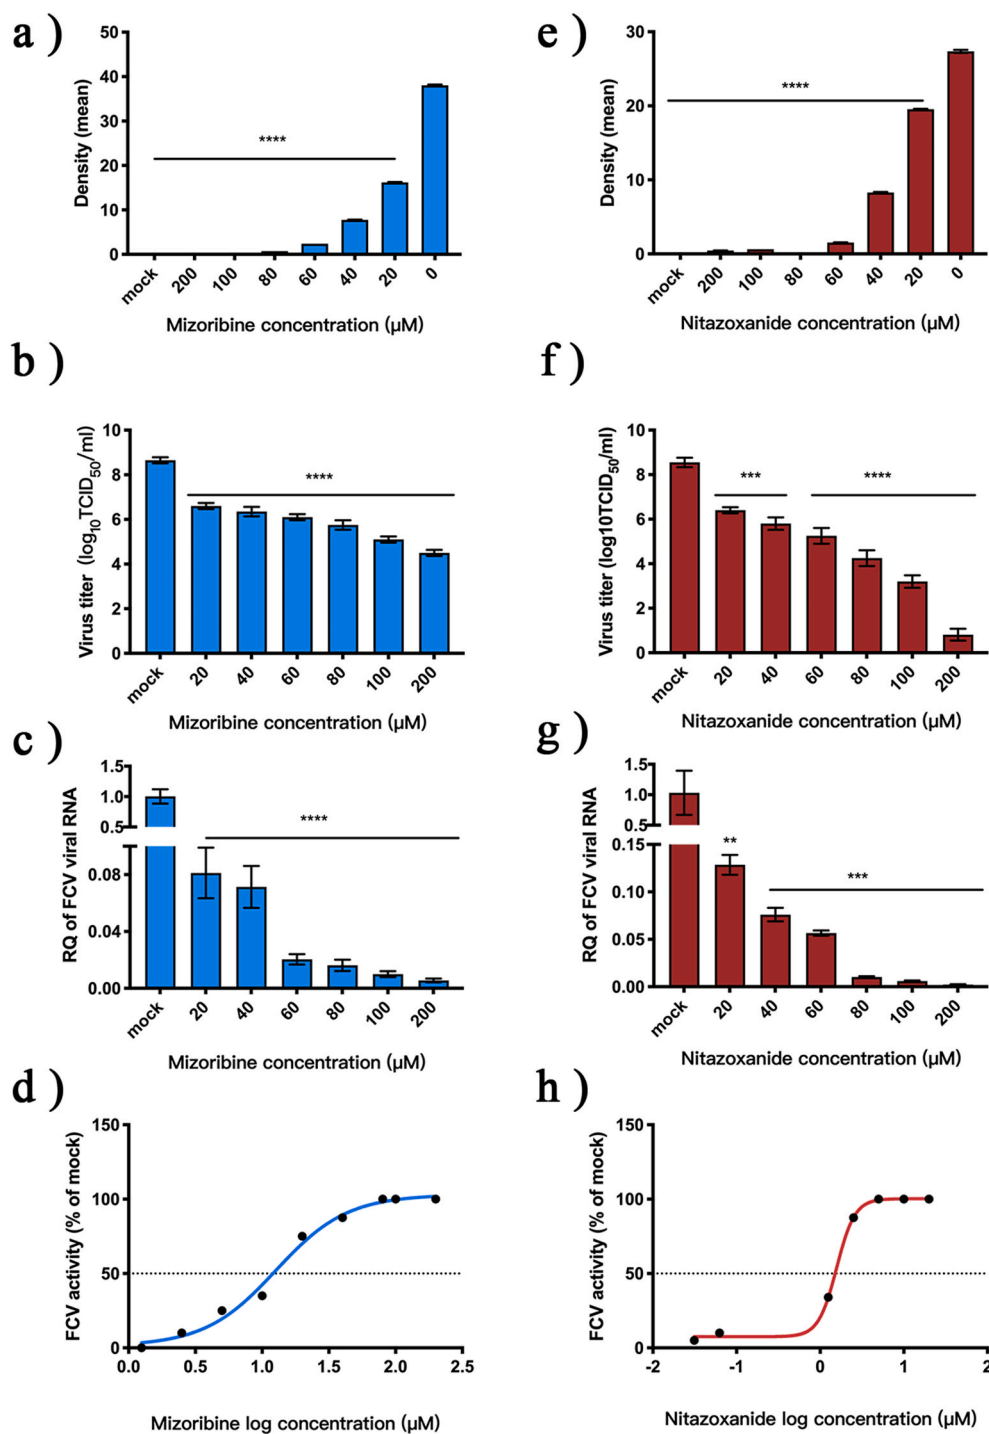 a )
50
40
30
20
10
0
Density (mean)
****
mock 200 100 80 60 40 20 0
Mizoribine concentration (μM)
e )
30
20
10
0
Density (mean)
****
mock 200 100 80 60 40 20 0
Nitazoxanide concentration (μM)
b )
10
8
6
4
2
0
Virus titer (log10 TCID50/ml)
****
mock 20 40 60 80 100 200
Mizoribine concentration (μM)
f )
10
8
6
4
2
0
Virus titer (log10TCID50/ml)
*** ****
mock 20 40 60 80 100 200
Nitazoxanide concentration (μM)
c )
1.5
1.0
0.5
0.08
0.04
0.00
RQ of FCV viral RNA
****
mock 20 40 60 80 100 200
Mizoribine concentration (μM)
g )
1.5
1.0
0.5
0.15
0.10
0.05
0.00
RQ of FCV viral RNA
**
***
mock 20 40 60 80 100 200
Nitazoxanide concentration (μM)
d )
150
100
50
0
FCV activity (% of mock)
0.0 0.5 1.0 1.5 2.0 2.5
Mizoribine log concentration (μM)
h )
150
100
50
0
FCV activity (% of mock)
-2 -1 0 1 2
Nitazoxanide log concentration (μM)